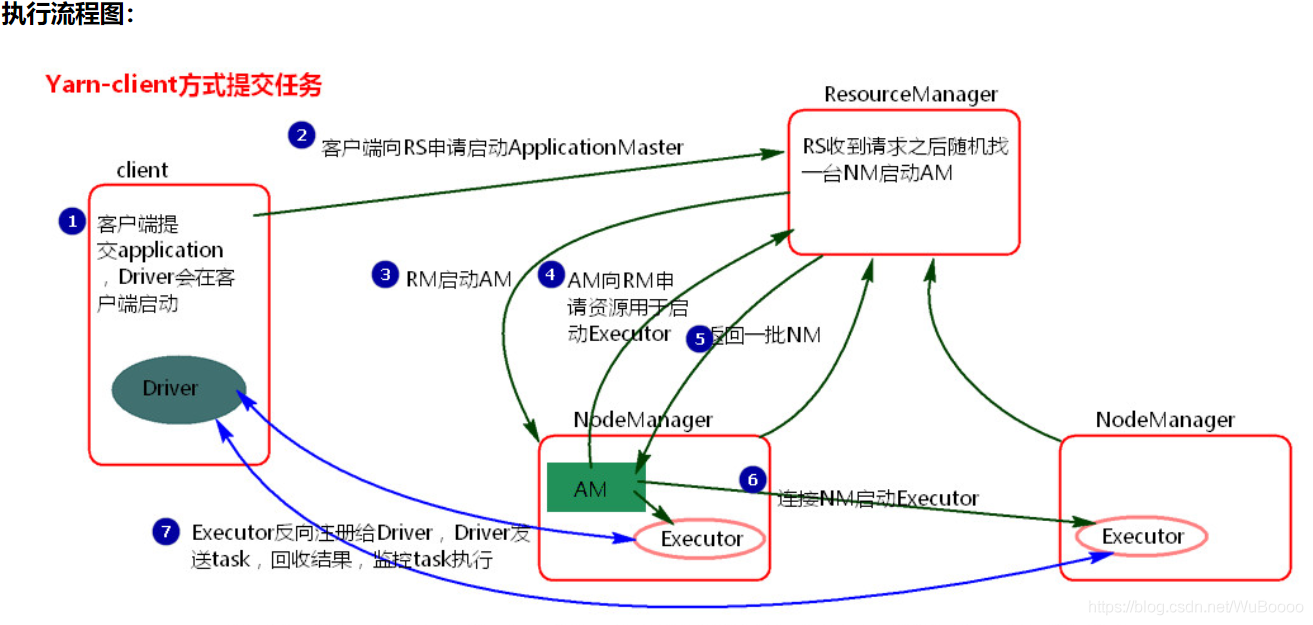 执行流程图：
Yarn-client方式提交任务
ResourceManager
2
客户端向RS申请启动ApplicationMaster
RS收到请求之后随机找
一台NM启动AM
client
1
客户端提
交application
，Driver会在客
户端启动
3
RM启动AM
4
AM向RM申
请资源用于启
动Executor
5
返回一批NM
Driver
NodeManager
NodeManager
AM
6
连接NM启动Executor
Executor
Executor
7
Executor反向注册给Driver，Driver发
送task，回收结果，监控task执行
https://blog.csdn.net/WuBoooo